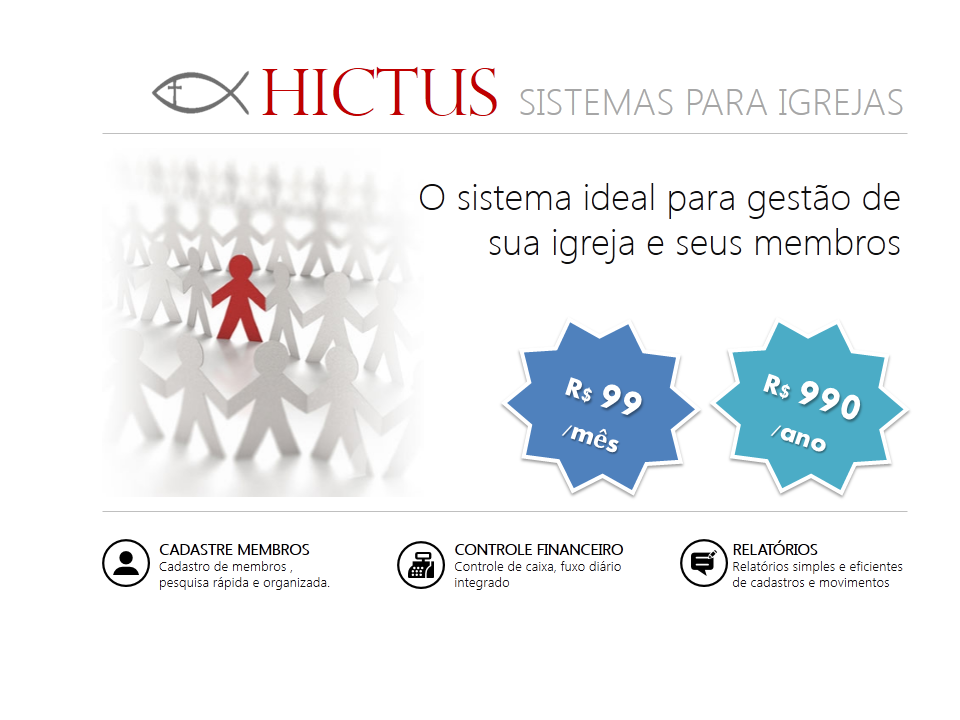 HICTUS SISTEMAS PARA IGREJAS
O sistema ideal para gestão de
sua igreja e seus membros
R$ 99
/mês
R$ 990
/ano
CADASTRE MEMBROS
Cadastro de membros ,
pesquisa rápida e organizada.
CONTROLE FINANCEIRO
Controle de caixa, fuxo diário
integrado
RELATÓRIOS
Relatórios simples e eficientes
de cadastros e movimentos